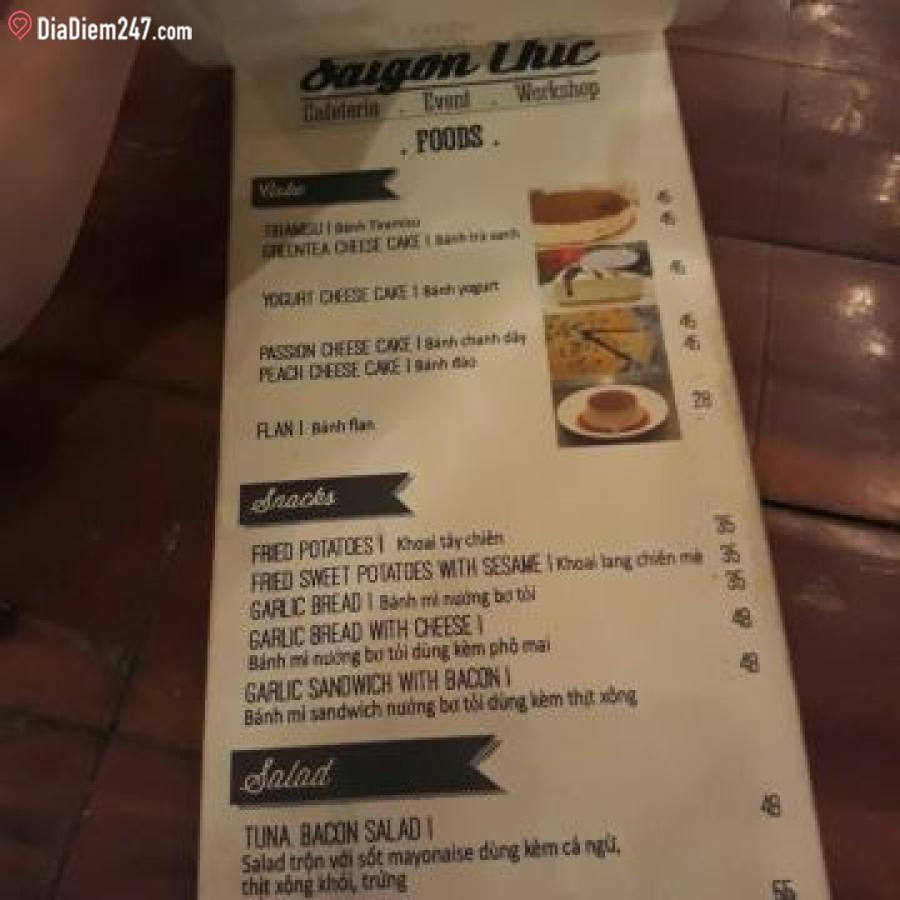 DiaDiem247.com
Saigon Chic
Cafeteria . Event . Workshop
. FOODS .
Cake
TIRAMISU | Bánh Tiramisu 45
GREENTEA CHEESE CAKE | Bánh trà xanh 45
YOGURT CHEESE CAKE | Bánh yogurt 45
PASSION CHEESE CAKE | Bánh chanh dây 45
PEACH CHEESE CAKE | Bánh đào 45
FLAN | Bánh flan 28
Snacks
FRIED POTATOES | Khoai tây chiên 35
FRIED SWEET POTATOES WITH SESAME | Khoai lang chiên mè 35
GARLIC BREAD | Bánh mì nướng bơ tỏi 35
GARLIC BREAD WITH CHEESE | 48
Bánh mì nướng bơ tỏi dùng kèm phô mai
GARLIC SANDWICH WITH BACON | 48
Bánh mì sandwich nướng bơ tỏi dùng kèm thịt xông
Salad
TUNA, BACON SALAD | 48
Salad trộn với sốt mayonaise dùng kèm cá ngừ,
thịt xông khói, trứng
55